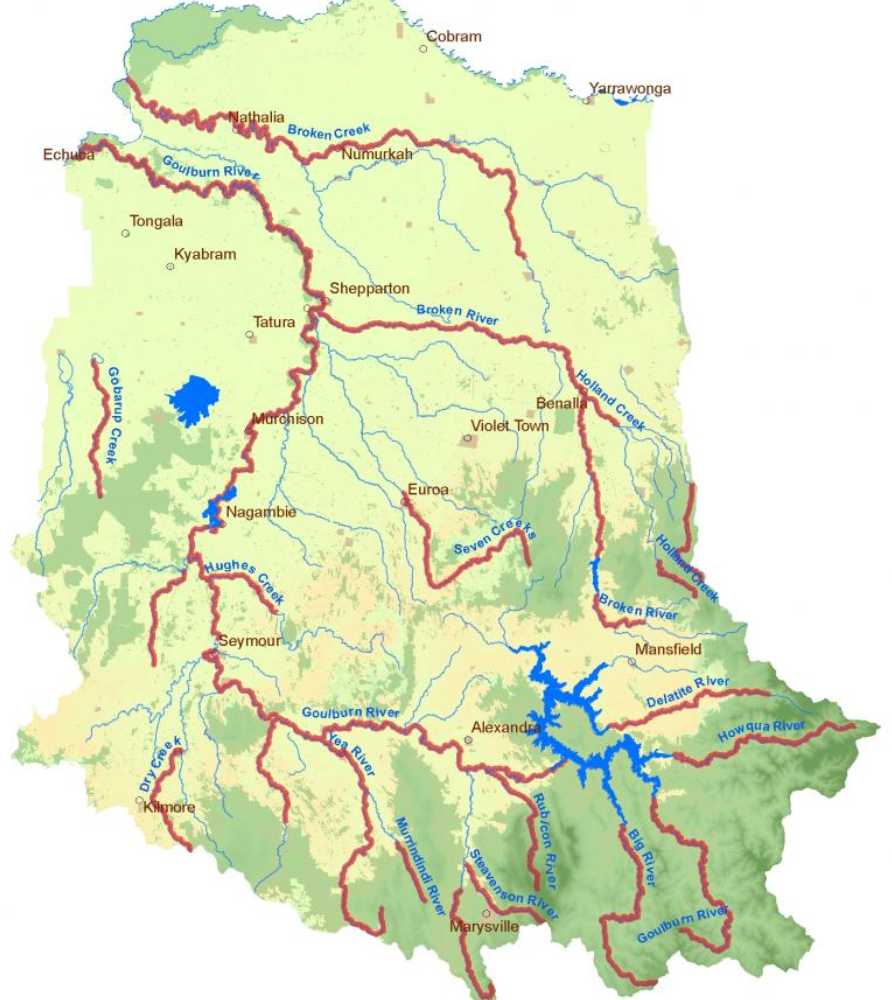 Cobram
Yarrawonga
Nathalia
Broken Creek
Echuca
Numurkah
Goulburn River
Tongala
Kyabram
Shepparton
Tatura
Broken River
Gobarup Creek
Holland Creek
Benalla
Murchison
Violet Town
Euroa
Nagambie
Seven Creeks
Hughes Creek
Holland Creek
Broken River
Seymour
Mansfield
Delatite River
Goulburn River
Alexandra
Howqua River
Yea River
Dry Creek
Kilmore
Rubicon River
Murrindindi River
Big River
Steavenson River
Marysville
Goulburn River